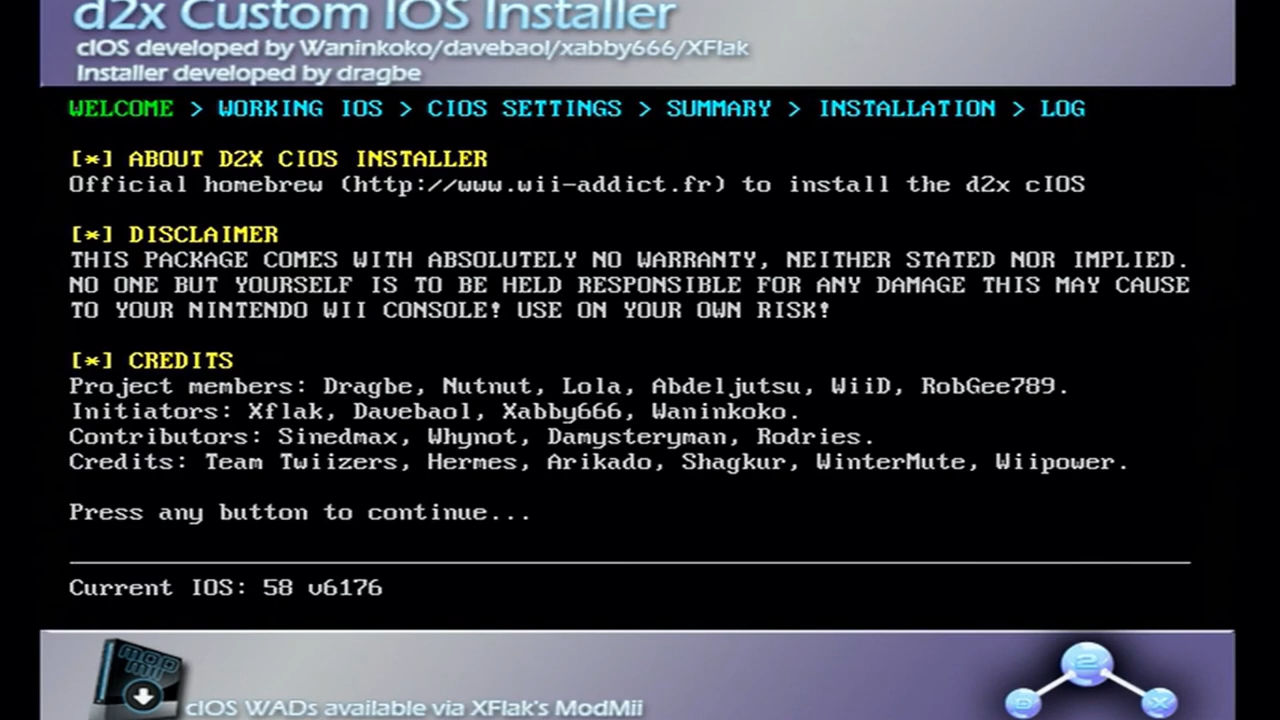 d2x Custom IOS Installer
cIOS developed by Waninkoko/davebaol/xabby666/XFlak
Installer developed by dragbe
WELCOME > WORKING IOS > CIOS SETTINGS > SUMMARY > INSTALLATION > LOG
[*] ABOUT D2X CIOS INSTALLER
Official homebrew (http://www.wii-addict.fr) to install the d2x cIOS
[*] DISCLAIMER
THIS PACKAGE COMES WITH ABSOLUTELY NO WARRANTY, NEITHER STATED NOR IMPLIED.
NO ONE BUT YOURSELF IS TO BE HELD RESPONSIBLE FOR ANY DAMAGE THIS MAY CAUSE
TO YOUR NINTENDO WII CONSOLE! USE ON YOUR OWN RISK!
[*] CREDITS
Project members: Dragbe, Nutnut, Lola, Abdeljutsu, WiiD, RobGee789.
Initiators: Xflak, Davebaol, Xabby666, Waninkoko.
Contributors: Sinedmax, Whynot, Damysteryman, Rodries.
Credits: Team Twiizers, Hermes, Arikado, Shagkur, WinterMute, Wiipower.
Press any button to continue...
Current IOS: 58 v6176
MOD MII
cIOS WADs available via XFlak's ModMii
D 2 X